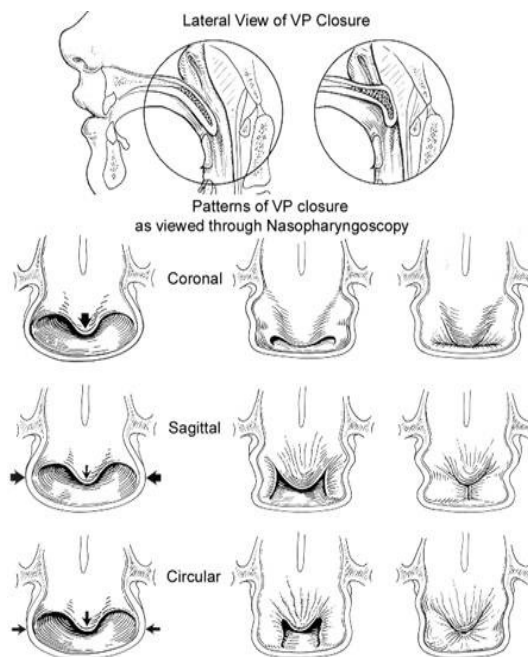 Lateral View of VP Closure
Patterns of VP closure
as viewed through Nasopharyngoscopy
Coronal
Sagittal
Circular